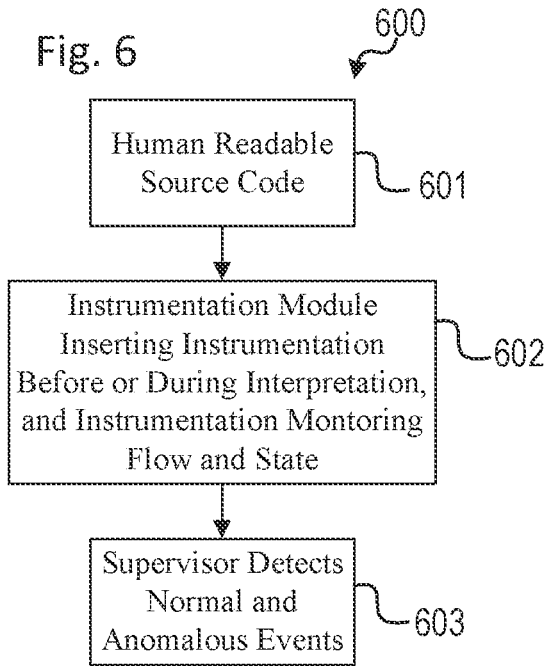 Fig. 6
600
Human Readable
Source Code
601
Instrumentation Module
Inserting Instrumentation
Before or During Interpretation,
and Instrumentation Montoring
Flow and State
602
Supervisor Detects
Normal and
Anomalous Events
603